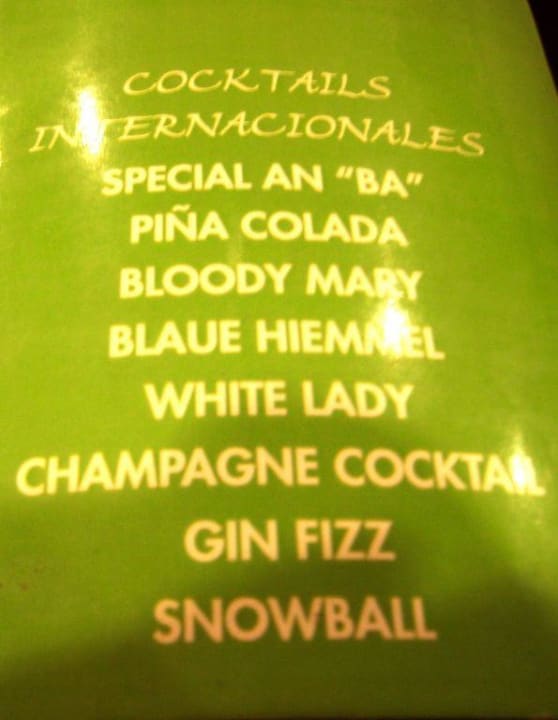 COCKTAILS
INTERNACIONALES
SPECIAL AN “BA”
PIÑA COLADA
BLOODY MARY
BLAUE HIEMMEL
WHITE LADY
CHAMPAGNE COCKTAIL
GIN FIZZ
SNOWBALL